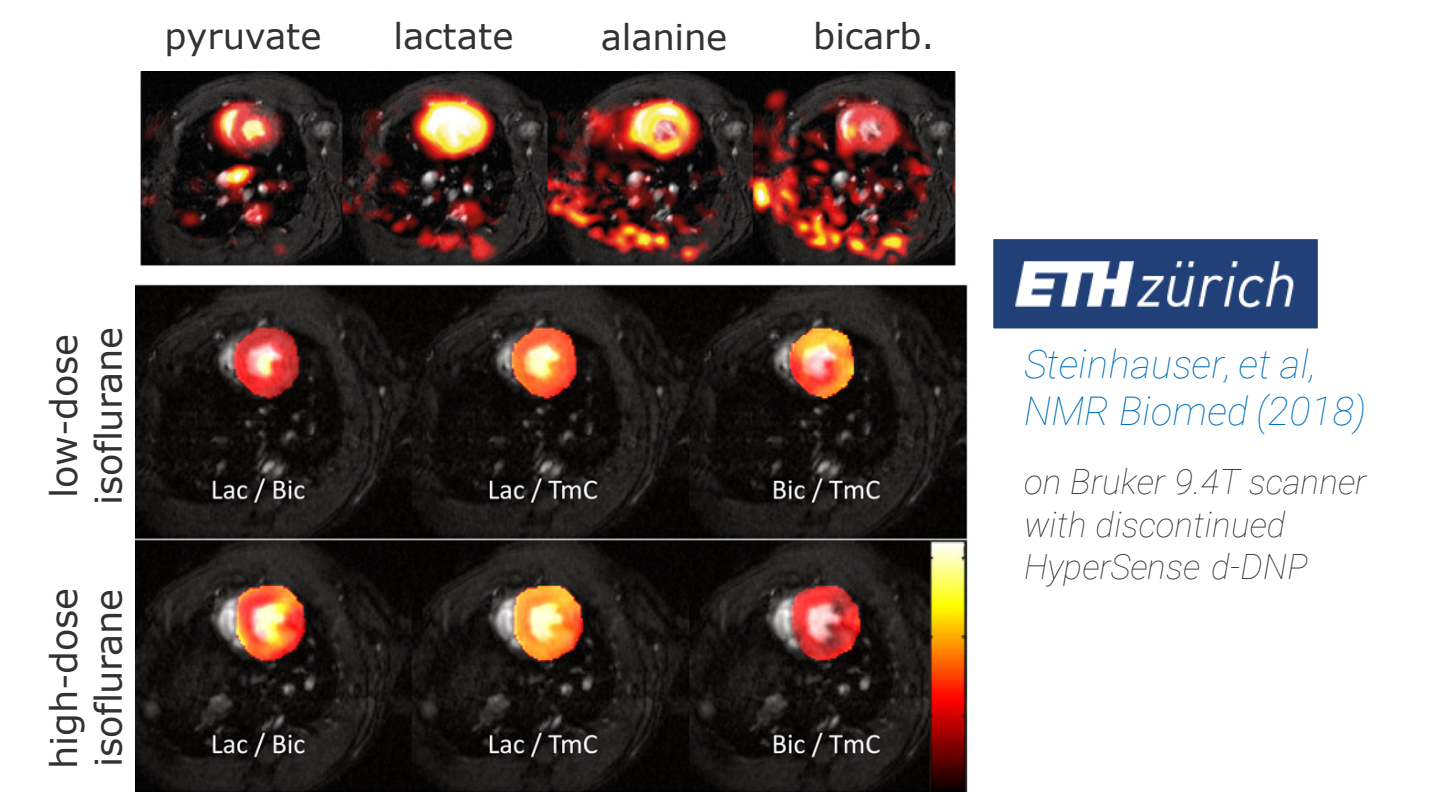 pyruvate lactate alanine bicarb.
low-dose
isoflurane
Lac / Bic Lac / TmC Bic / TmC
high-dose
isoflurane
Lac / Bic Lac / TmC Bic / TmC
ETH zürich
Steinhauser, et al,
NMR Biomed (2018)
on Bruker 9.4T scanner
with discontinued
HyperSense d-DNP